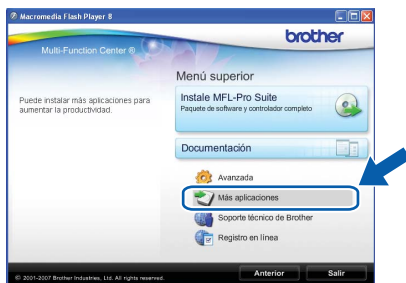 Macromedia Flash Player 8
brother
Multi-Function Center ®
Menú superior
Puede instalar más aplicaciones para
aumentar la productividad.
Instale MFL-Pro Suite
Paquete de software y controlador completo
Documentación
Avanzada
Más aplicaciones
Soporte técnico de Brother
Registro en línea
© 2001-2007 Brother Industries, Ltd. All rights reserved.
Anterior
Salir